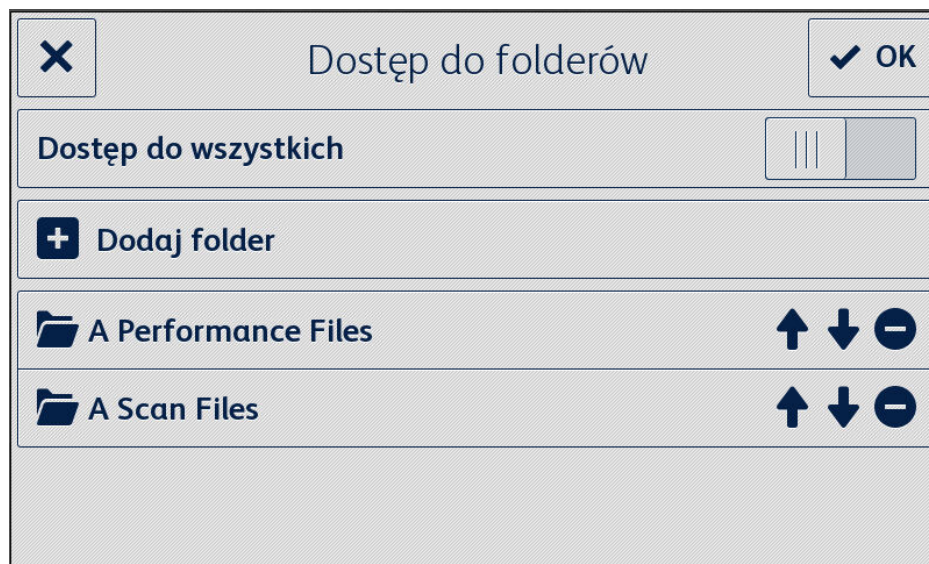 Dostęp do folderów
OK
Dostęp do wszystkich
Dodaj folder
A Performance Files
A Scan Files